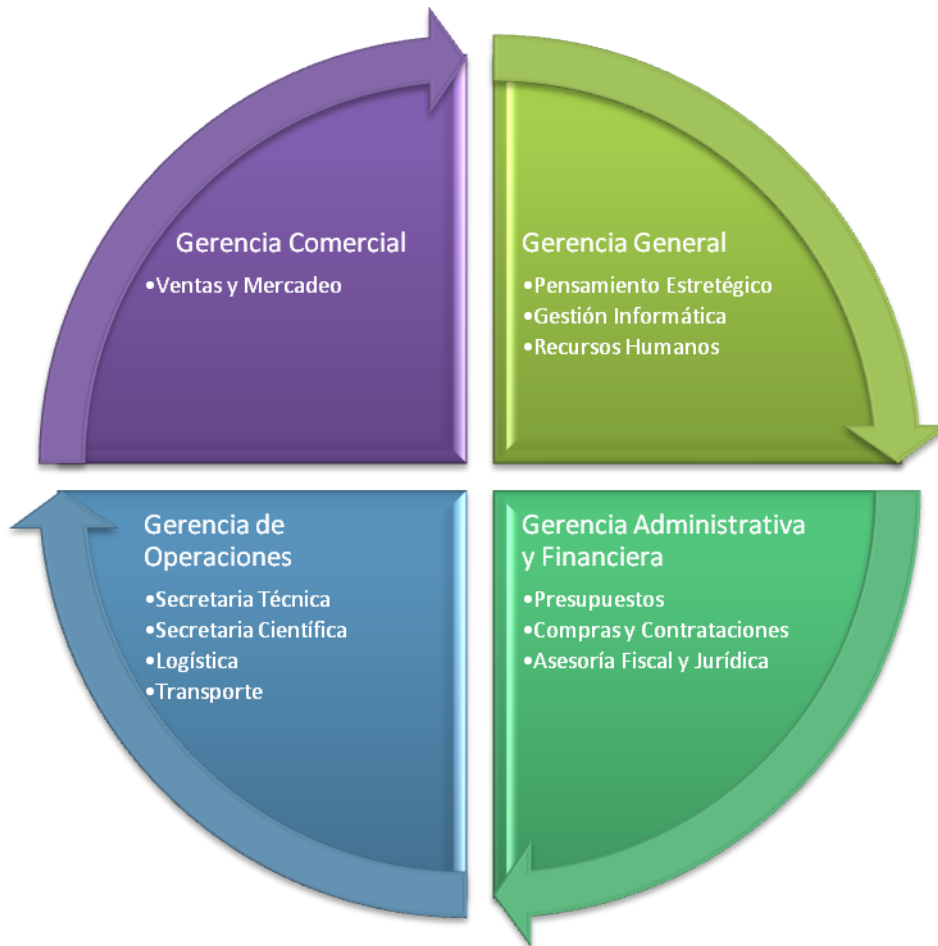 Gerencia Comercial
•Ventas y Mercadeo
Gerencia General
•Pensamiento Estretégico
•Gestión Informática
•Recursos Humanos
Gerencia de
Operaciones
•Secretaria Técnica
•Secretaria Científica
•Logística
•Transporte
Gerencia Administrativa
y Financiera
•Presupuestos
•Compras y Contrataciones
•Asesoría Fiscal y Jurídica